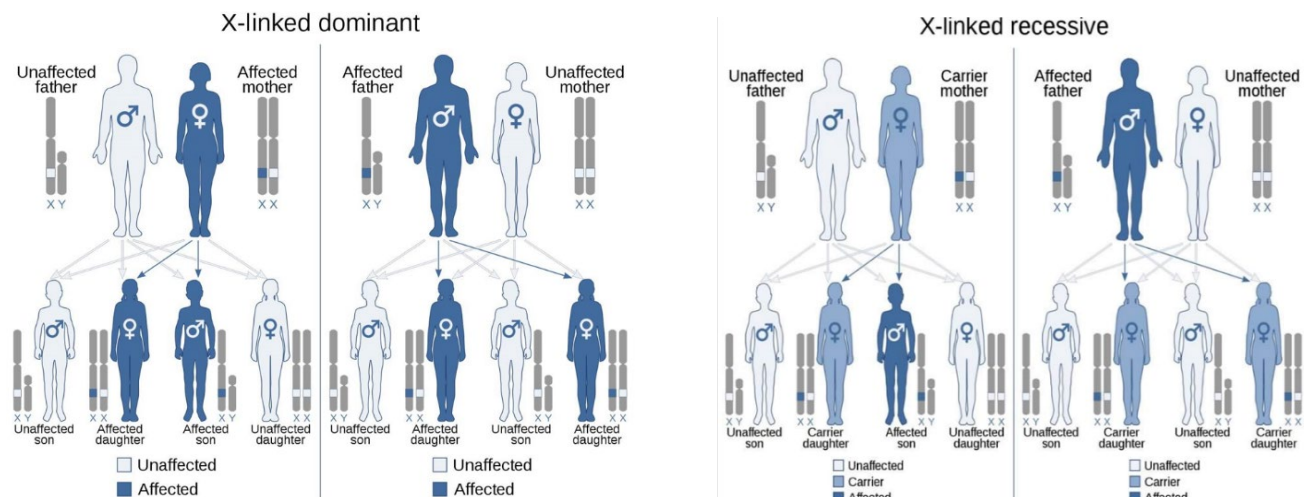 X-linked dominant
Unaffected
father
Affected
mother
X Y
X X
Affected
father
Unaffected
mother
X Y
X X
X Y
X X
X Y
X X
X Y
X X
X Y
X X
Unaffected
son
Affected
daughter
Affected
son
Unaffected
daughter
Unaffected
son
Affected
daughter
Unaffected
son
Affected
daughter
Unaffected
Affected
Unaffected
Affected
X-linked recessive
Unaffected
father
Carrier
mother
X Y
X X
Affected
father
Unaffected
mother
X Y
X X
X Y
X X
X Y
X X
X Y
X X
X Y
X X
Unaffected
son
Carrier
daughter
Affected
son
Unaffected
daughter
Unaffected
son
Carrier
daughter
Unaffected
son
Carrier
daughter
Unaffected
Carrier
Affected
Unaffected
Carrier
Affected